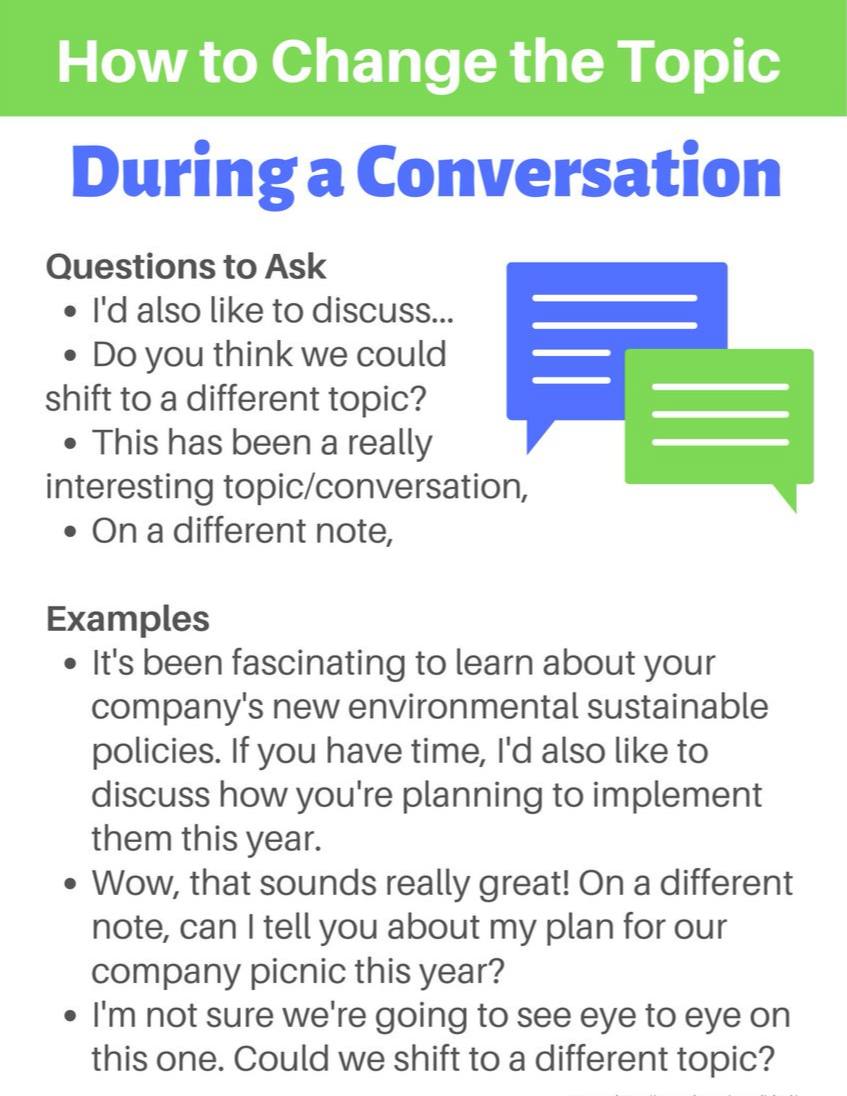 How to Change the Topic
During a Conversation
Questions to Ask
• I'd also like to discuss...
• Do you think we could
shift to a different topic?
• This has been a really
interesting topic/conversation,
• On a different note,
Examples
• It's been fascinating to learn about your
company's new environmental sustainable
policies. If you have time, I'd also like to
discuss how you're planning to implement
them this year.
• Wow, that sounds really great! On a different
note, can I tell you about my plan for our
company picnic this year?
• I'm not sure we're going to see eye to eye on
this one. Could we shift to a different topic?